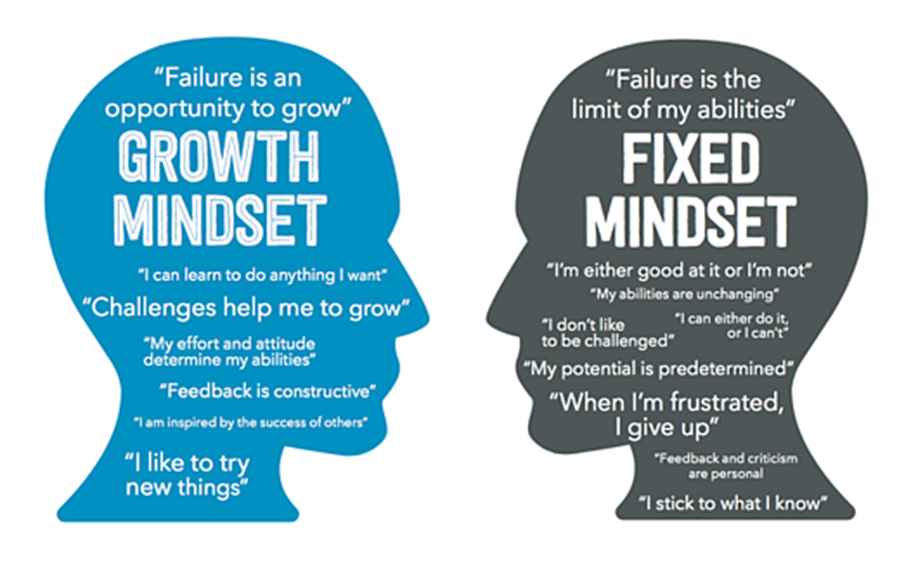 “Failure is an
opportunity to grow”
GROWTH
MINDSET
“I can learn to do anything I want”
“Challenges help me to grow”
“My effort and attitude
determine my abilities”
“Feedback is constructive”
“I am inspired by the success of others”
“I like to try
new things”
“Failure is the
limit of my abilities”
FIXED
MINDSET
“I’m either good at it or I’m not”
“My abilities are unchanging”
“I don’t like
to be challenged”
“I can either do it,
or I can’t”
“My potential is predetermined”
“When I’m frustrated,
I give up”
“Feedback and criticism
are personal
“I stick to what I know”